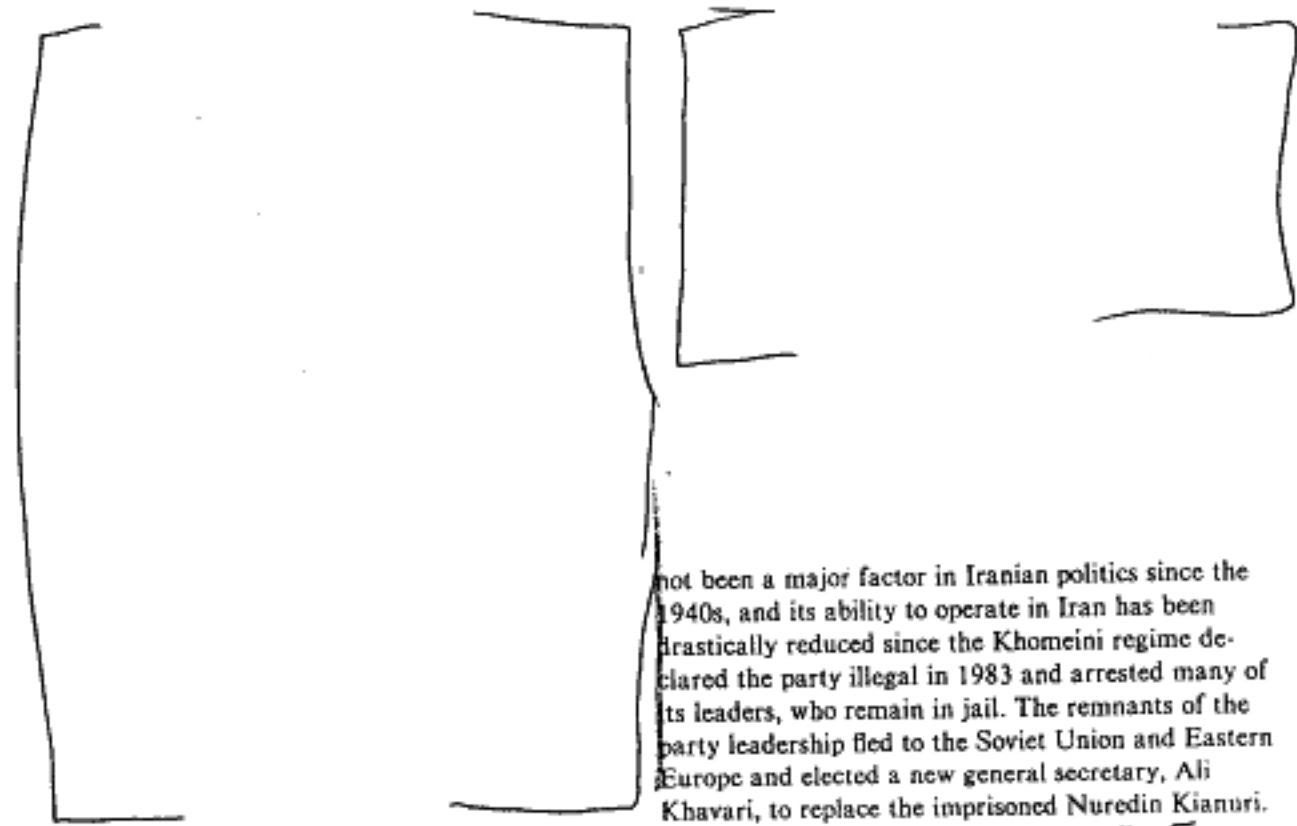 not been a major factor in Iranian politics since the
1940s, and its ability to operate in Iran has been
drastically reduced since the Khomeini regime de-
clared the party illegal in 1983 and arrested many of
its leaders, who remain in jail. The remnants of the
party leadership fled to the Soviet Union and Eastern
Europe and elected a new general secretary, Ali
Khavari, to replace the imprisoned Nuredin Kianuri.